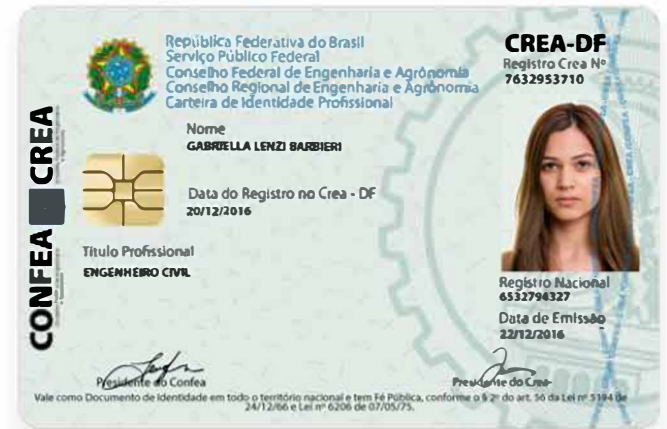 República Federativa do Brasil
Serviço Público Federal
Conselho Federal de Engenharia e Agronomia
Conselho Regional de Engenharia e Agronomia
Carteira de Identidade Profissional
CREA-DF
Registro Crea Nº
7632953710
Nome
GABRIELLA LENZI BARBIERI
Data do Registro no Crea - DF
20/12/2016
Título Profissional
ENGENHEIRO CIVIL
CONFEA CREA
Registro Nacional
6532794327
Data de Emissão
22/12/2016
Presidente do Confea
Presidente do Crea
Vale como Documento de Identidade em todo o território nacional e tem Fé Pública, conforme o § 2º do art. 56 da Lei nº 5194 de
24/12/66 e Lei nº 6206 de 07/05/75.